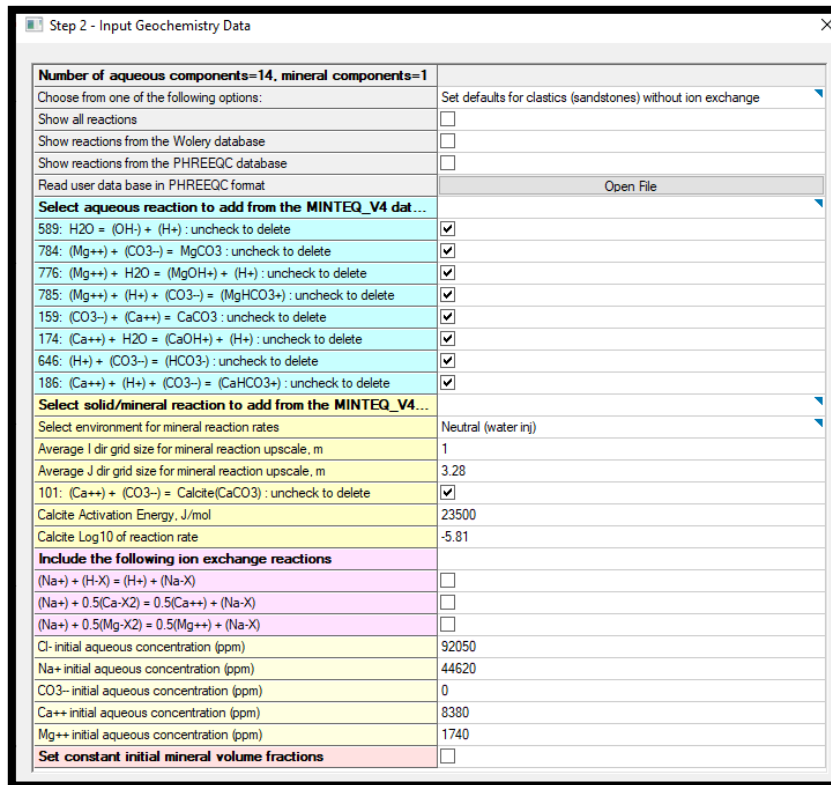 Step 2 - Input Geochemistry Data
Number of aqueous components=14, mineral components=1
Choose from one of the following options: Set defaults for clastics (sandstones) without ion exchange
Show all reactions
Show reactions from the Wolery database
Show reactions from the PHREEQC database
Read user data base in PHREEQC format Open File
Select aqueous reaction to add from the MINTEQ_V4 dat...
589: H2O = (OH-) + (H+) : uncheck to delete
784: (Mg++) + (CO3--) = MgCO3 : uncheck to delete
776: (Mg++) + H2O = (MgOH+) + (H+) : uncheck to delete
785: (Mg++) + (H+) + (CO3--) = (MgHCO3+) : uncheck to delete
159: (CO3--) + (Ca++) = CaCO3 : uncheck to delete
174: (Ca++) + H2O = (CaOH+) + (H+) : uncheck to delete
646: (H+) + (CO3--) = (HCO3-) : uncheck to delete
186: (Ca++) + (H+) + (CO3--) = (CaHCO3+) : uncheck to delete
Select solid/mineral reaction to add from the MINTEQ_V4...
Select environment for mineral reaction rates Neutral (water inj)
Average I dir grid size for mineral reaction upscale, m 1
Average J dir grid size for mineral reaction upscale, m 3.28
101: (Ca++) + (CO3--) = Calcite(CaCO3) : uncheck to delete
Calcite Activation Energy, J/mol 23500
Calcite Log10 of reaction rate -5.81
Include the following ion exchange reactions
(Na+) + (H-X) = (H+) + (Na-X)
(Na+) + 0.5(Ca-X2) = 0.5(Ca++) + (Na-X)
(Na+) + 0.5(Mg-X2) = 0.5(Mg++) + (Na-X)
Cl- initial aqueous concentration (ppm) 92050
Na+ initial aqueous concentration (ppm) 44620
CO3-- initial aqueous concentration (ppm) 0
Ca++ initial aqueous concentration (ppm) 8380
Mg++ initial aqueous concentration (ppm) 1740
Set constant initial mineral volume fractions